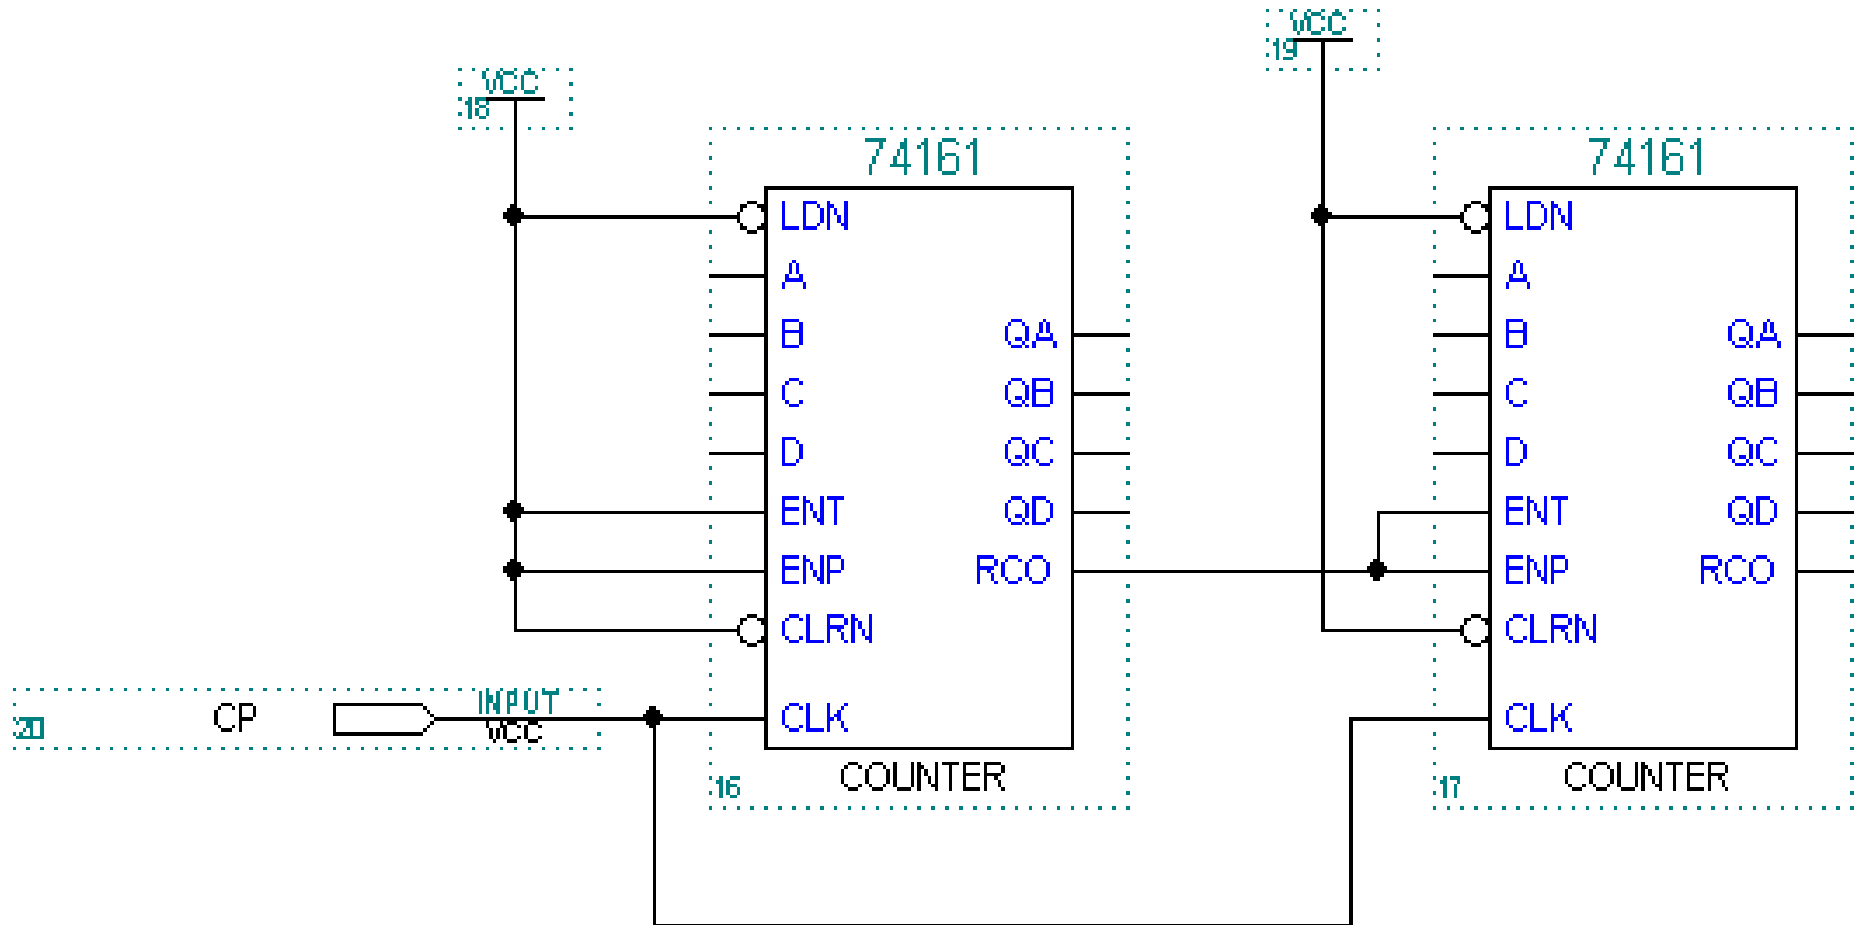 VCC
19
VCC
18
74161
74161
LDN
LDN
A
A
B QA
B QA
C QB
C QB
D QC
D QC
ENT QD
ENT QD
ENP RCO
ENP RCO
CLRN
CLRN
20 CP INPUT
VCC
CLK
CLK
COUNTER
COUNTER
16
17